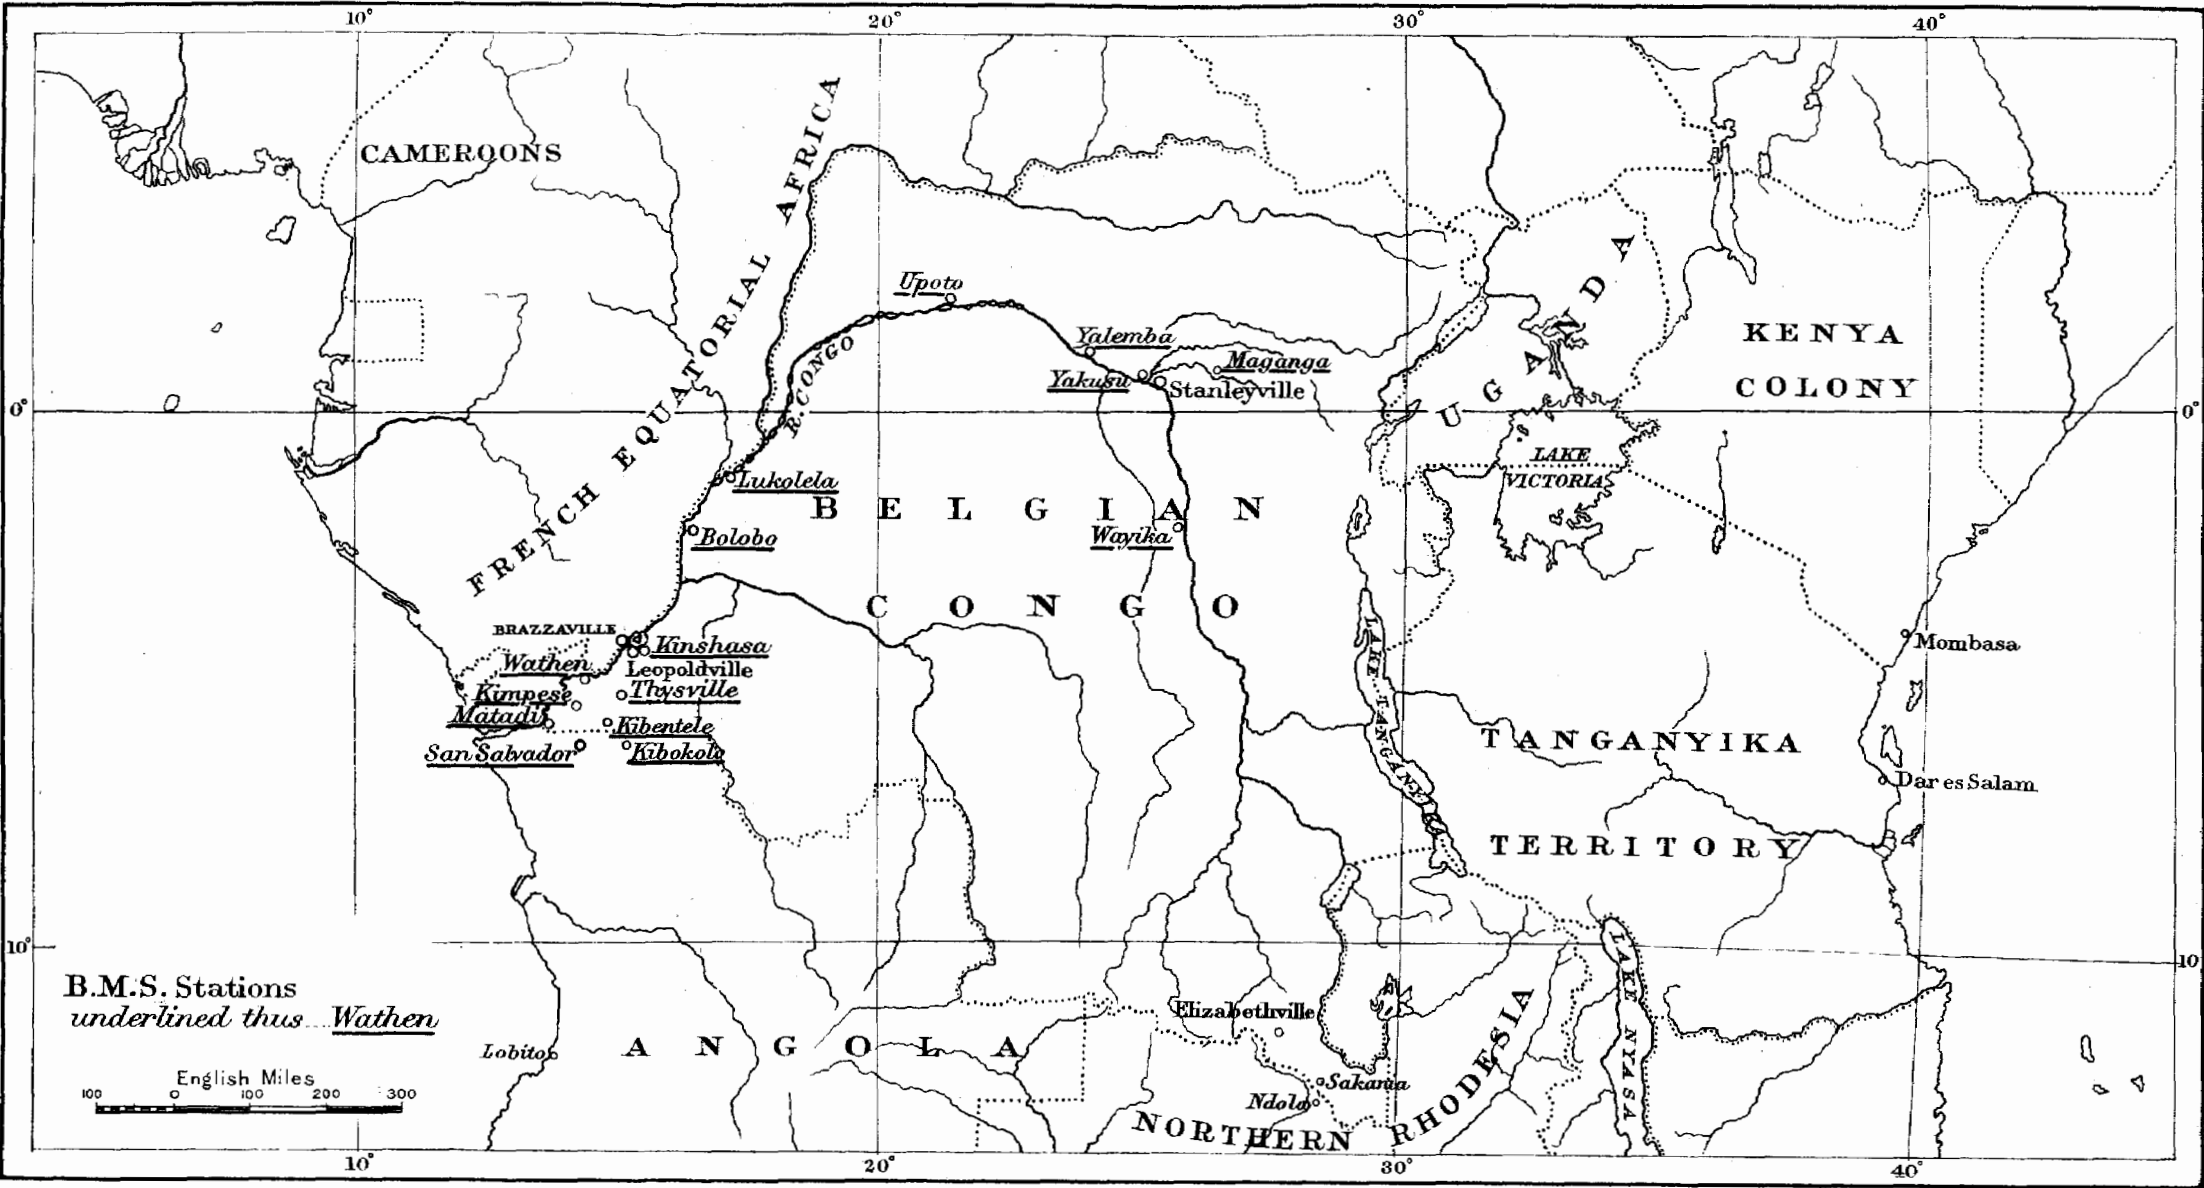 10° 20° 30° 40°
CAMEROONS
FRENCH EQUATORIAL AFRICA
Upoto
R. CONGO
Yalemba
Maganga
Yakusu
Stanleyville
UGANDA
KENYA
COLONY
0° 0°
LAKE
VICTORIA
Lukolela
BELGIAN
Bolobo
Wayika
CONGO
BRAZZAVILLE
Kinshasa
Wathen
Leopoldville
Kimpese
Thysville
Matadi
Kibentele
San Salvador
Kibokolo
LAKE TANGANYIKA
Mombasa
TANGANYIKA
Dar es Salam
TERRITORY
10° 10
B.M.S. Stations
underlined thus Wathen
Lobito
ANGOLA
Elizabethville
LAKE NYASA
Sakania
Ndola
NORTHERN RHODESIA
English Miles
100 0 100 200 300
10° 20° 30° 40°